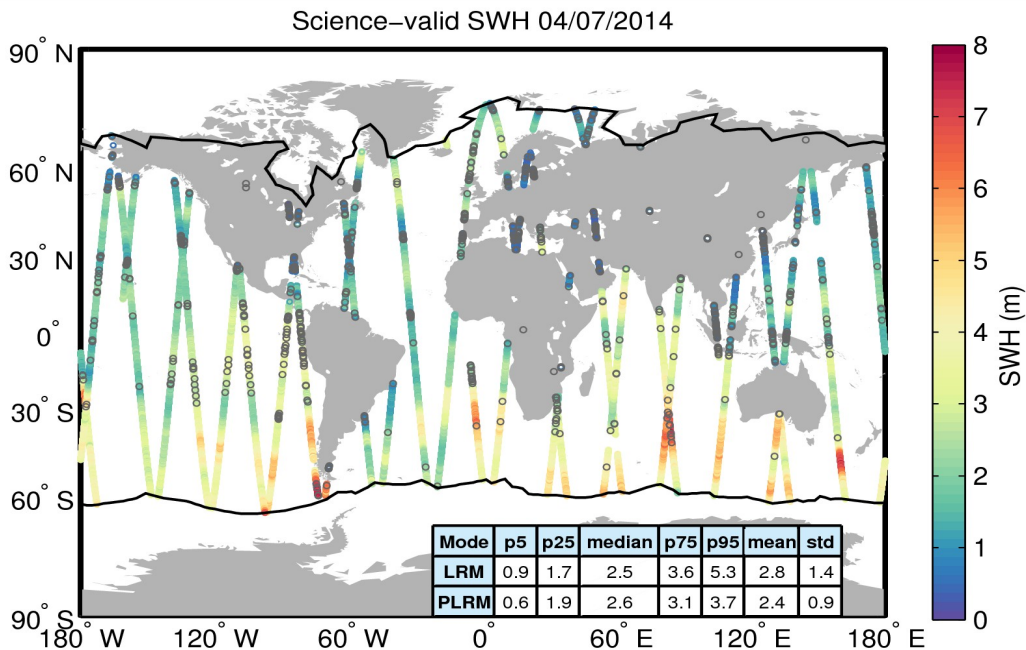 Science−valid SWH 04/07/2014
90° N
60° N
30° N
0°
30° S
60° S
90° S
180° W
120° W
60° W
0°
60° E
120° E
180° E
Mode p5 p25 median p75 p95 mean std
LRM 0.9 1.7 2.5 3.6 5.3 2.8 1.4
PLRM 0.6 1.9 2.6 3.1 3.7 2.4 0.9
8
7
6
5
4
3
2
1
0
SWH (m)